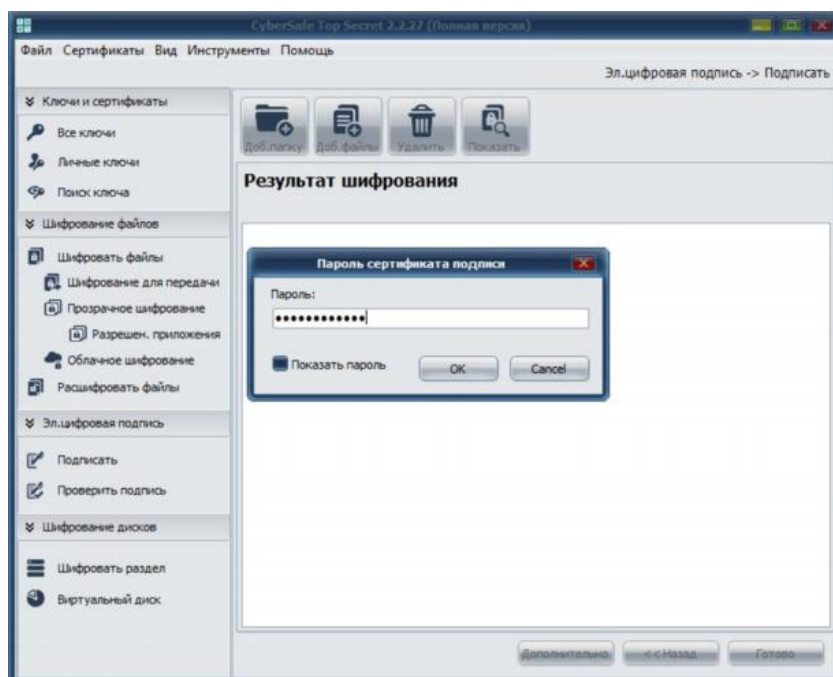 CyberSafe Top Secret 2.2.27 (Полная версия)
Файл Сертификаты Вид Инструменты Помощь
Эл.цифровая подпись -> Подписать
Ключи и сертификаты
Все ключи
Личные ключи
Поиск ключа
Шифрование файлов
Шифровать файлы
Шифрование для передачи
Прозрачное шифрование
Разрешен. приложения
Облачное шифрование
Расшифровать файлы
Эл.цифровая подпись
Подписать
Проверить подпись
Шифрование дисков
Шифровать раздел
Виртуальный диск
Доб.папку Доб.файлы Удалить Показать
Результат шифрования
Пароль сертификата подписи
Пароль:
Показать пароль OK Cancel
Дополнительно << Назад Готово